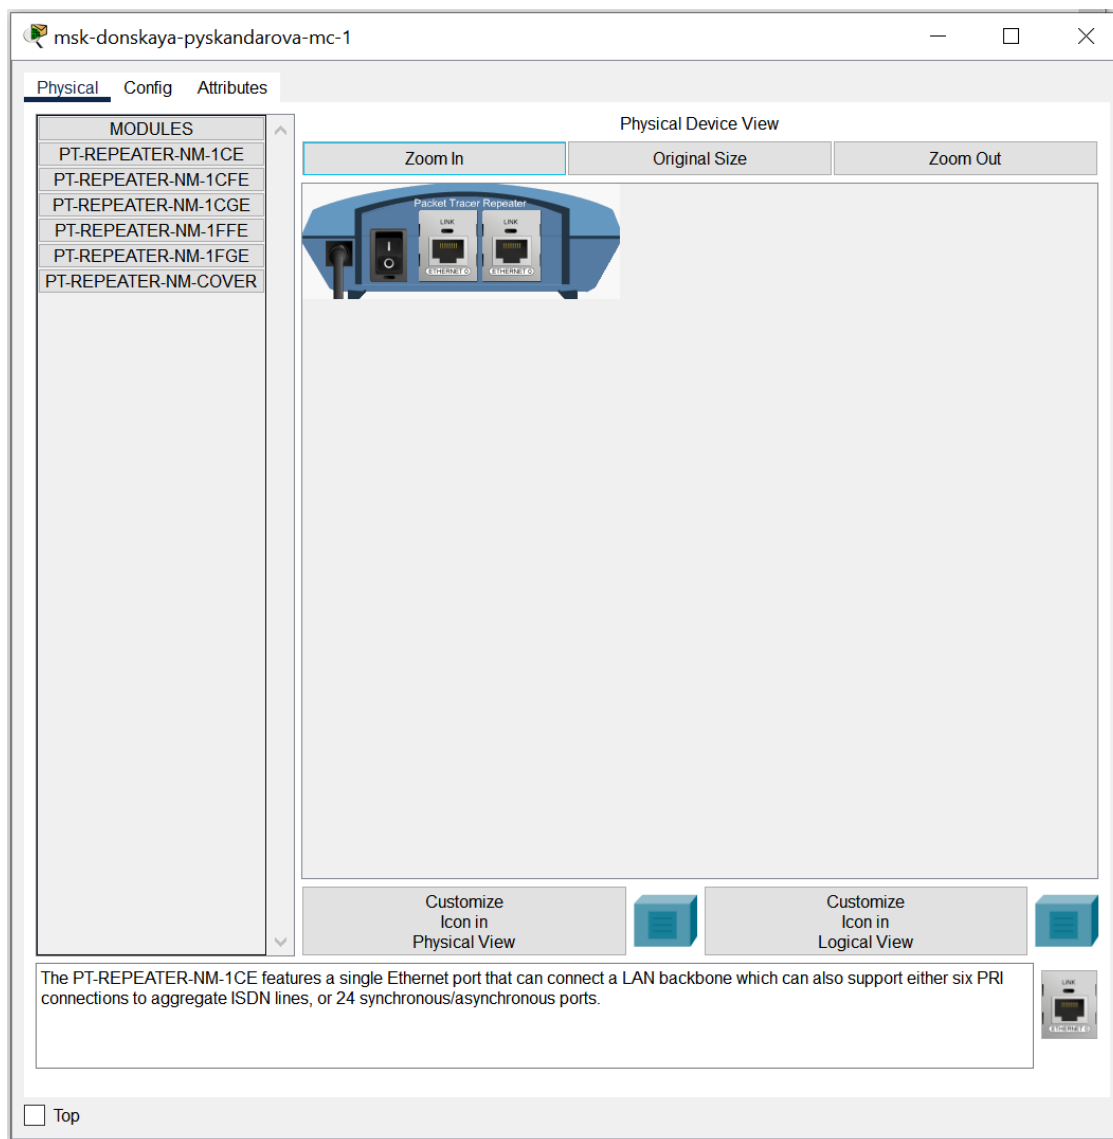 msk-donskaya-pyskandarova-mc-1
Physical Config Attributes
MODULES
PT-REPEATER-NM-1CE
PT-REPEATER-NM-1CFE
PT-REPEATER-NM-1CGE
PT-REPEATER-NM-1FFE
PT-REPEATER-NM-1FGE
PT-REPEATER-NM-COVER
Physical Device View
Zoom In Original Size Zoom Out
Packet Tracer Repeater
LINK LINK
ETHERNET 0 ETHERNET 0
Customize
Icon in
Physical View
Customize
Icon in
Logical View
The PT-REPEATER-NM-1CE features a single Ethernet port that can connect a LAN backbone which can also support either six PRI
connections to aggregate ISDN lines, or 24 synchronous/asynchronous ports.
LINK
ETHERNET 0
Top